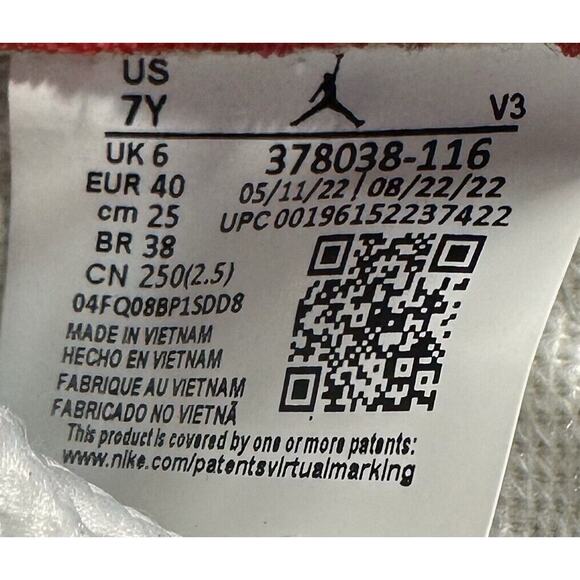 US
7Y
V3
UK 6
378038-116
EUR 40
05/11/22 | 08/22/22
cm 25
UPC 00196152237422
BR 38
CN 250(2.5)
04FQ08BP1SDD8
MADE IN VIETNAM
HECHO EN VIETNAM
FABRIQUE AU VIETNAM
FABRICADO NO VIETNÃ
This product is covered by one or more patents:
www.nike.com/patentsvirtualmarking